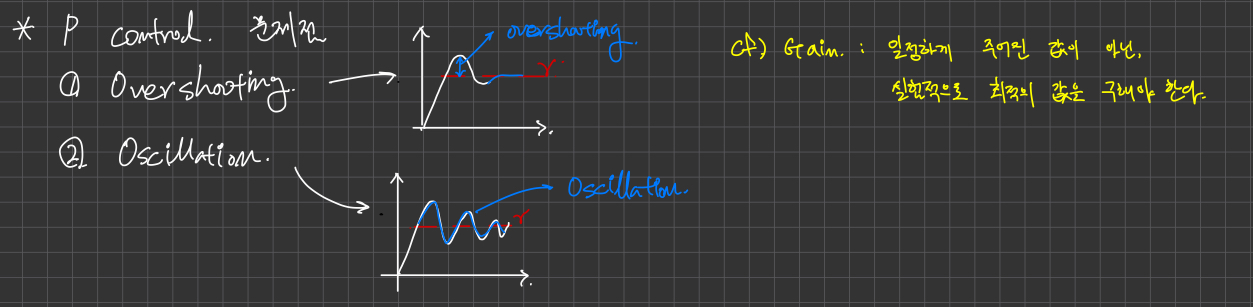 * P control. 문제점
① Overshooting.
② Oscillation.
overshooting.
r.
Oscillation.
r
cf) Gain. : 일정하게 주어진 값이 아닌,
실험적으로 최적의 값을 구해야 한다.